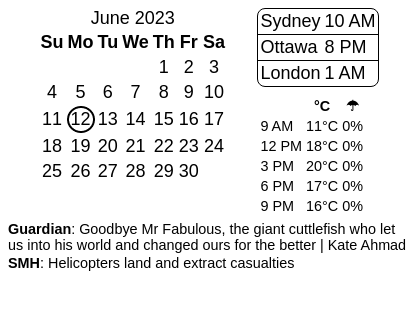 June 2023
Su Mo Tu We Th Fr Sa
1 2 3
4 5 6 7 8 9 10
11 12 13 14 15 16 17
18 19 20 21 22 23 24
25 26 27 28 29 30
Sydney 10 AM
Ottawa 8 PM
London 1 AM
°C ☂
9 AM 11°C 0%
12 PM 18°C 0%
3 PM 20°C 0%
6 PM 17°C 0%
9 PM 16°C 0%
Guardian: Goodbye Mr Fabulous, the giant cuttlefish who let
us into his world and changed ours for the better | Kate Ahmad
SMH: Helicopters land and extract casualties